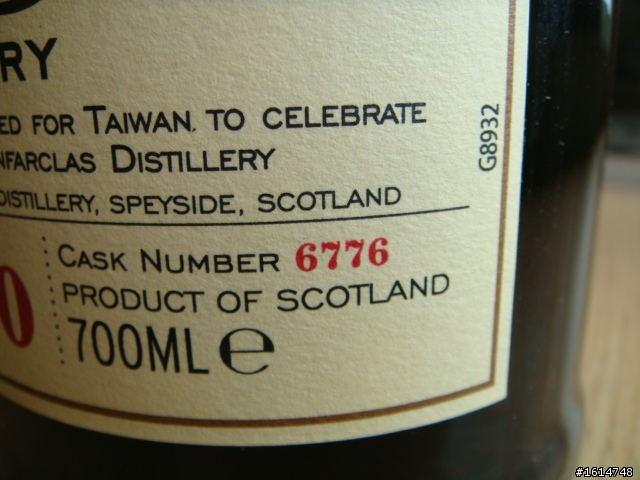 RY
ED FOR TAIWAN. TO CELEBRATE
NFARCLAS DISTILLERY
DISTILLERY, SPEYSIDE, SCOTLAND
0
CASK NUMBER 6776
PRODUCT OF SCOTLAND
700ML e
G8932
#1614748